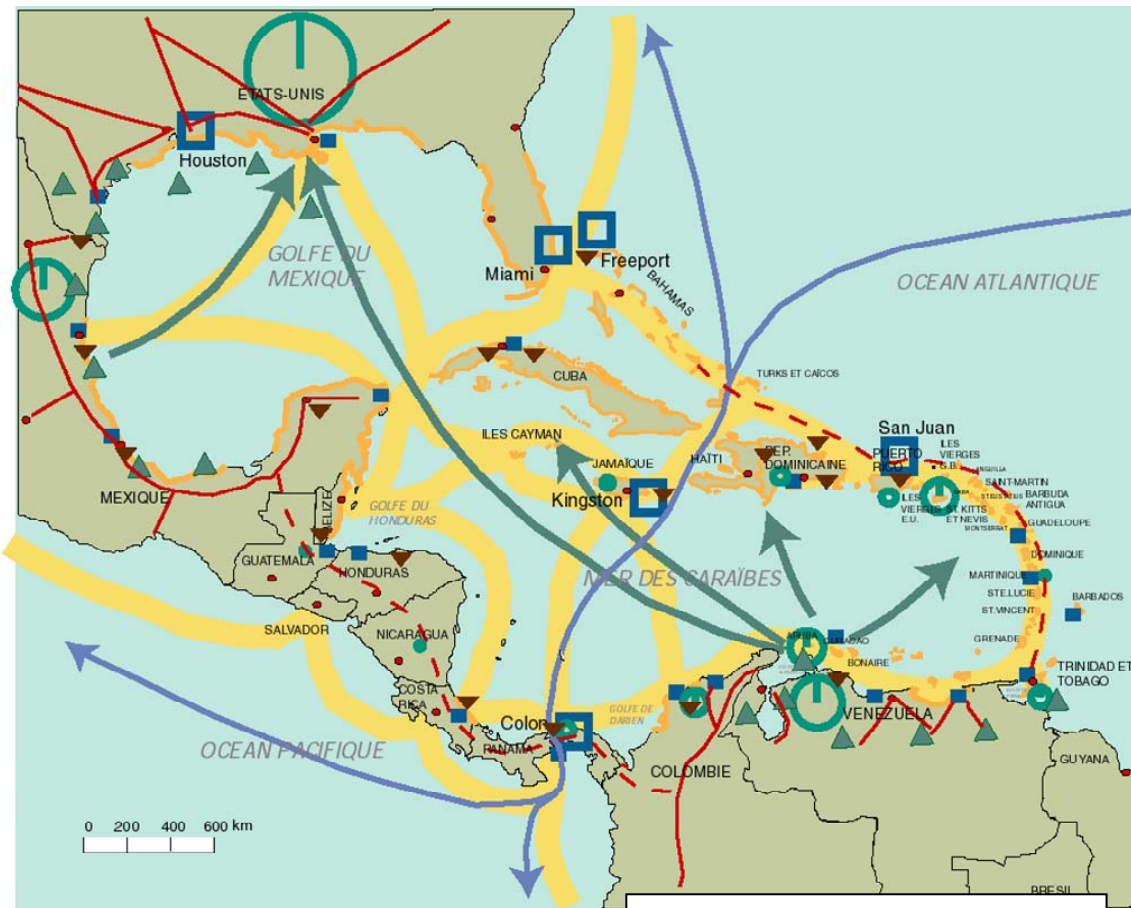 ETATS-UNIS
Houston
GOLFE DU
MEXIQUE
Miami
Freeport
BAHAMAS
OCEAN ATLANTIQUE
TURKS ET CAÏCOS
CUBA
ILES CAYMAN
JAMAÏQUE
Kingston
HAÏTI
REP.
DOMINICAINE
San Juan
PUERTO
RICO
LES
VIERGES
G.B.
ANGUILLA
SAINT-MARTIN
SABA
ST EUSTATIUS
BARBUDA
ANTIGUA
LES
VIERGES
E.U.
ST. KITTS
ET NEVIS
MONTSERRAT
GUADELOUPE
DOMINIQUE
MARTINIQUE
STE.LUCIE
ST.VINCENT
BARBADOS
GRENADE
TRINIDAD ET
TOBAGO
MEXIQUE
BELIZE
GOLFE DU
HONDURAS
GUATEMALA
HONDURAS
SALVADOR
NICARAGUA
COSTA
RICA
MER DES CARAÏBES
ARUBA
CURAÇAO
BONAIRE
GOLFE DE
DARIEN
Colon
PANAMA
OCEAN PACIFIQUE
COLOMBIE
VENEZUELA
GUYANA
BRESIL
0 200 400 600 km